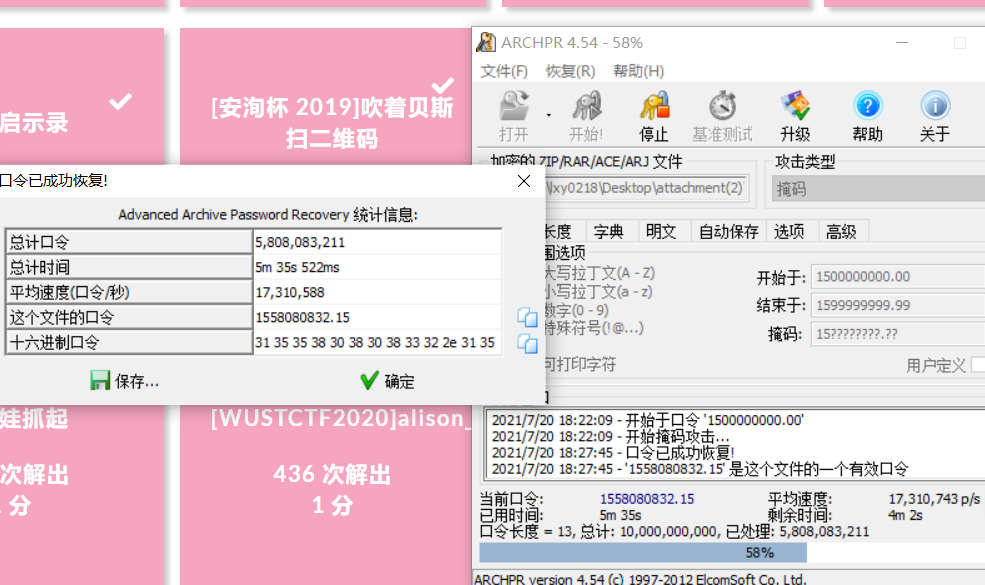 启示录
[安洵杯 2019]吹着贝斯
扫二维码
ARCHPR 4.54 - 58%
文件(F) 恢复(R) 帮助(H)
打开 开始! 停止 基准测试 升级 帮助 关于
加密的 ZIP/RAR/ACE/ARJ 文件
\lxy0218\Desktop\attachment(2)
攻击类型
掩码
口令已成功恢复!
Advanced Archive Password Recovery 统计信息:
总计口令 5,808,083,211
总计时间 5m 35s 522ms
平均速度(口令/秒) 17,310,588
这个文件的口令 1558080832.15
十六进制口令 31 35 35 38 30 38 30 38 33 32 2e 31 35
保存... 确定
长度 字典 明文 自动保存 选项 高级
围选项
大写拉丁文(A - Z)
小写拉丁文(a - z)
数字(0 - 9)
特殊符号(!@...)
可打印字符
开始于: 1500000000.00
结束于: 1599999999.99
掩码: 15????????.??
用户定义
口
娃抓起
次解出
分
[WUSTCTF2020]alison_
436 次解出
1 分
2021/7/20 18:22:09 - 开始于口令 '1500000000.00'
2021/7/20 18:22:09 - 开始掩码攻击...
2021/7/20 18:27:45 - 口令已成功恢复!
2021/7/20 18:27:45 - '1558080832.15' 是这个文件的一个有效口令
当前口令: 1558080832.15 平均速度: 17,310,743 p/s
已用时间: 5m 35s 剩余时间: 4m 2s
口令长度 = 13, 总计: 10,000,000,000, 已处理: 5,808,083,211
58%
ARCHPR version 4.54 (c) 1997-2012 ElcomSoft Co. Ltd.